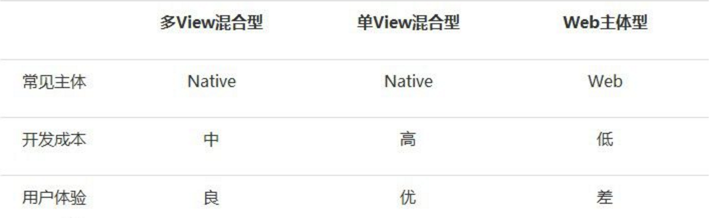 多View混合型 单View混合型 Web主体型
常见主体 Native Native Web
开发成本 中 高 低
用户体验 良 优 差